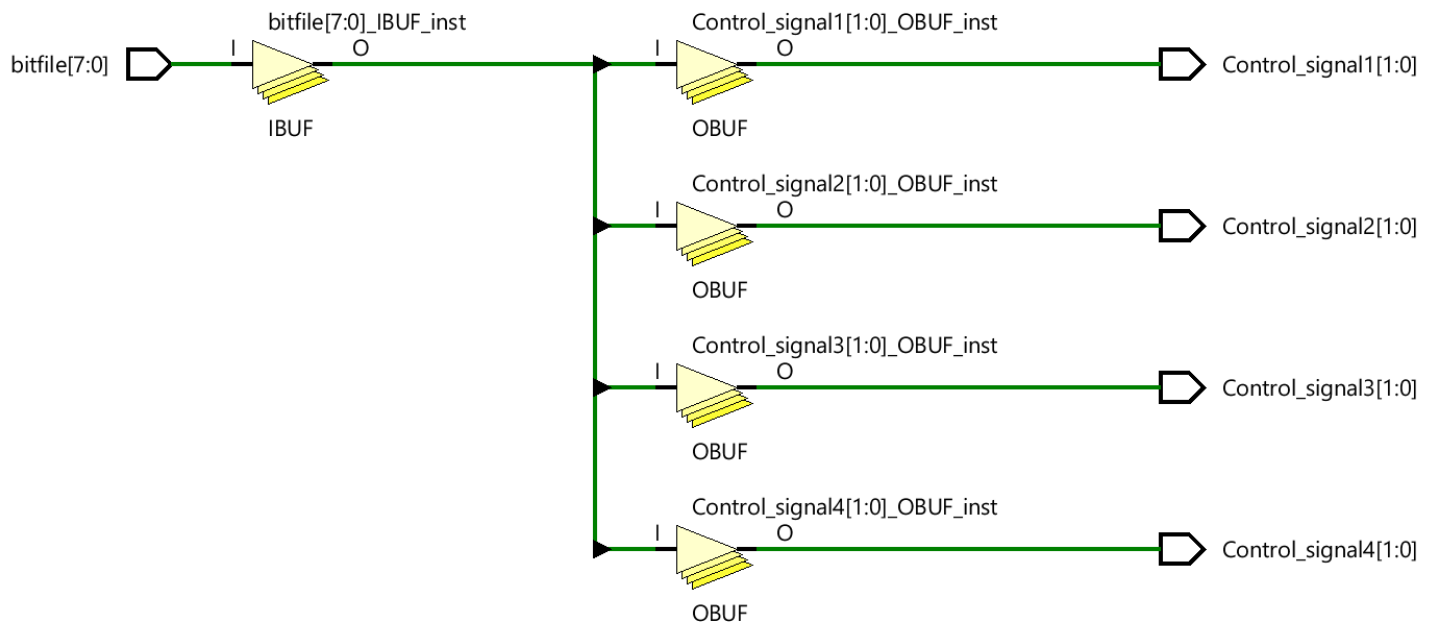 bitfile[7:0]_IBUF_inst
Control_signal1[1:0]_OBUF_inst
I
O
I
O
bitfile[7:0]
Control_signal1[1:0]
IBUF
OBUF
Control_signal2[1:0]_OBUF_inst
I
O
Control_signal2[1:0]
OBUF
Control_signal3[1:0]_OBUF_inst
I
O
Control_signal3[1:0]
OBUF
Control_signal4[1:0]_OBUF_inst
I
O
Control_signal4[1:0]
OBUF